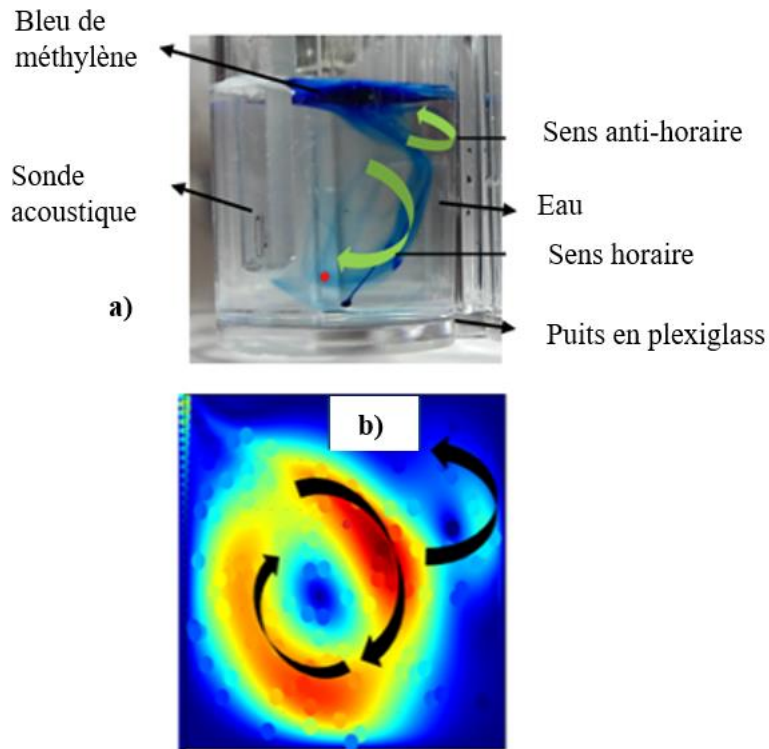 Bleu de
méthylène
Sens anti-horaire
Sonde
acoustique
Eau
Sens horaire
a)
Puits en plexiglass
b)